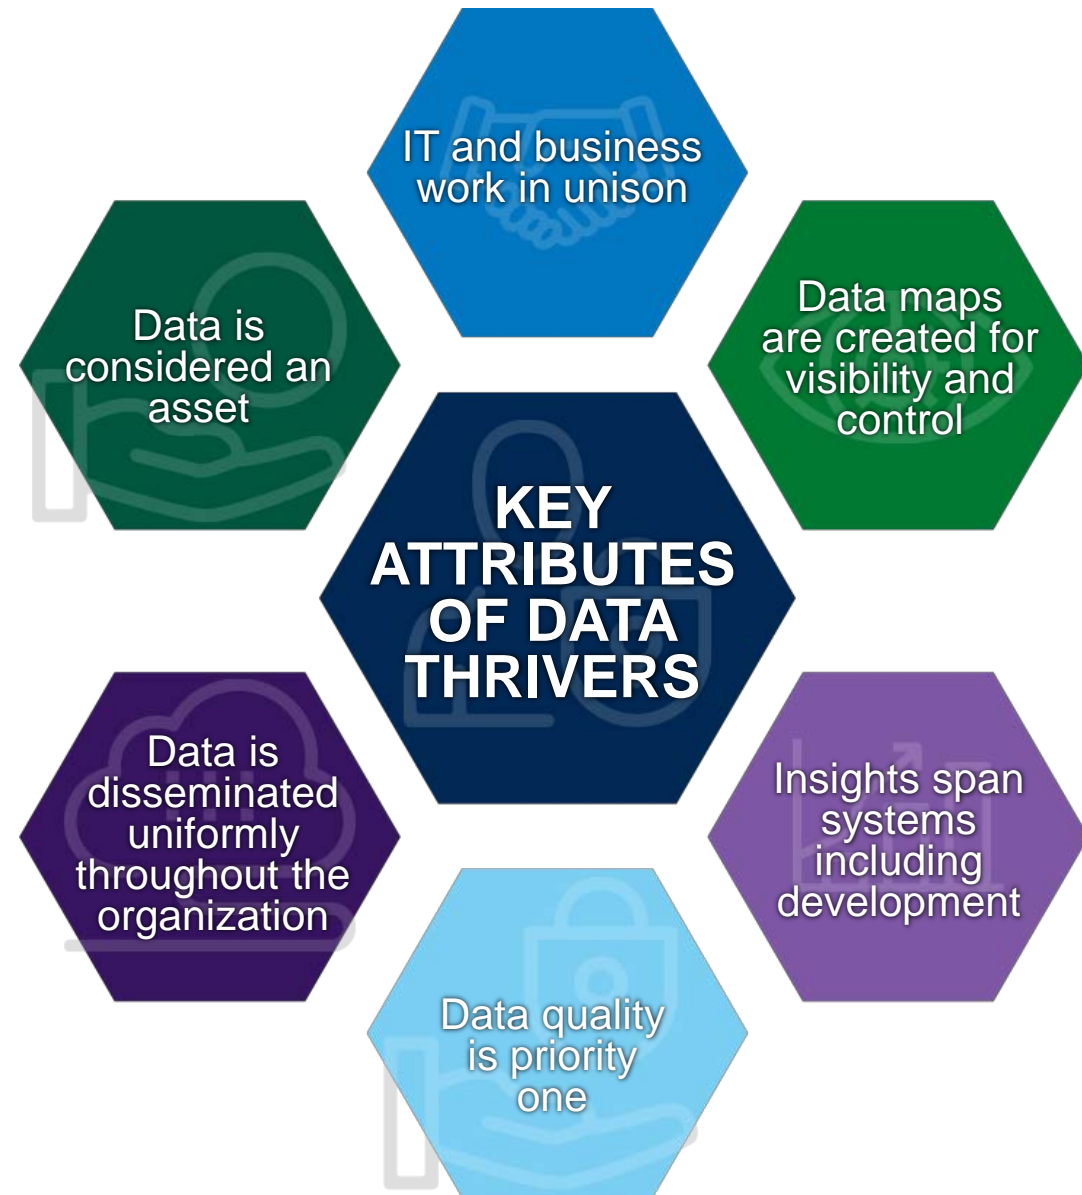 IT and business
work in unison
Data is
considered an
asset
Data maps
are created for
visibility and
control
KEY
ATTRIBUTES
OF DATA
THRIVERS
Data is
disseminated
uniformly
throughout the
organization
Insights span
systems
including
development
Data quality
is priority
one